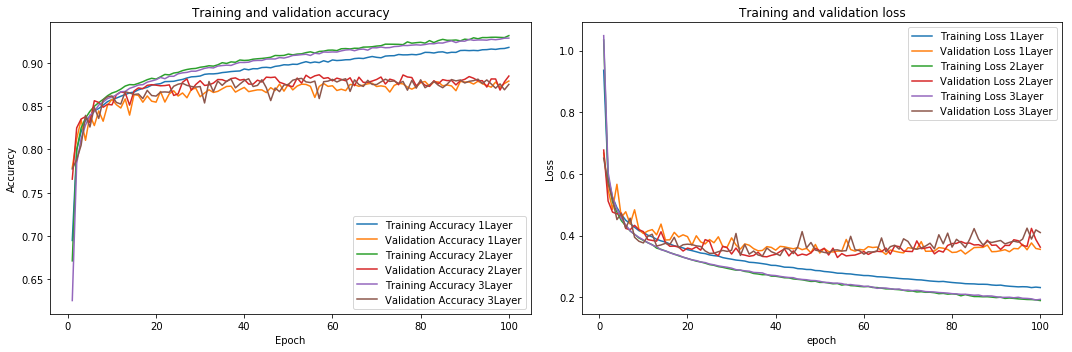 Training and validation accuracy
Accuracy
0.90
0.85
0.80
0.75
0.70
0.65
0
20
40
60
80
100
Epoch
Training Accuracy 1Layer
Validation Accuracy 1Layer
Training Accuracy 2Layer
Validation Accuracy 2Layer
Training Accuracy 3Layer
Validation Accuracy 3Layer
Training and validation loss
Loss
1.0
0.8
0.6
0.4
0.2
0
20
40
60
80
100
epoch
Training Loss 1Layer
Validation Loss 1Layer
Training Loss 2Layer
Validation Loss 2Layer
Training Loss 3Layer
Validation Loss 3Layer